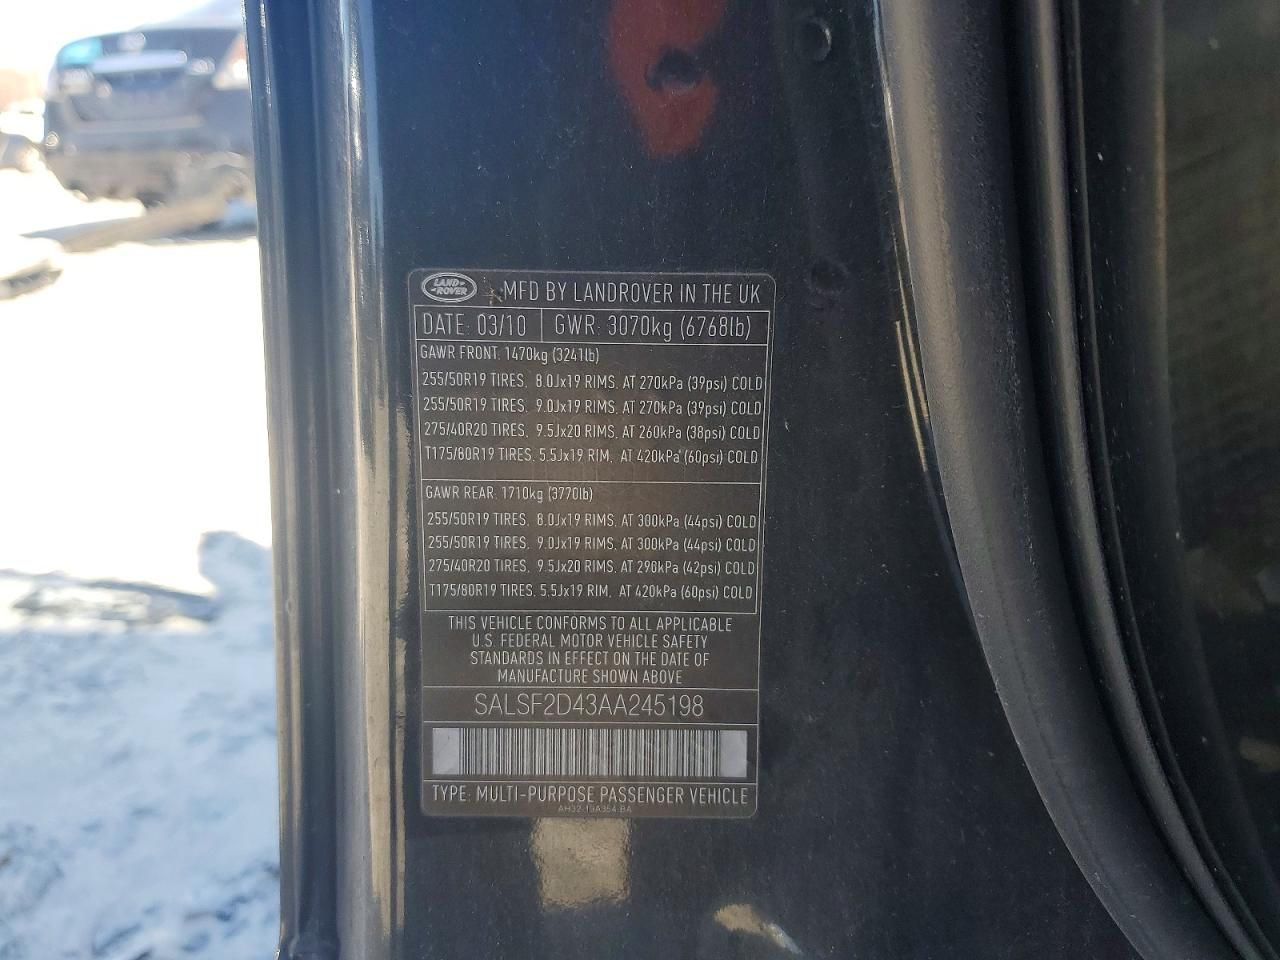 LAND-ROVER MFD BY LANDROVER IN THE UK
DATE: 03/10 GWR: 3070kg (6768lb)
GAWR FRONT: 1470kg (3241lb)
255/50R19 TIRES, 8.0Jx19 RIMS, AT 270kPa (39psi) COLD
255/50R19 TIRES, 9.0Jx19 RIMS, AT 270kPa (39psi) COLD
275/40R20 TIRES, 9.5Jx20 RIMS, AT 260kPa (38psi) COLD
T175/80R19 TIRES, 5.5Jx19 RIM, AT 420kPa (60psi) COLD
GAWR REAR: 1710kg (3770lb)
255/50R19 TIRES, 8.0Jx19 RIMS, AT 300kPa (44psi) COLD
255/50R19 TIRES, 9.0Jx19 RIMS, AT 300kPa (44psi) COLD
275/40R20 TIRES, 9.5Jx20 RIMS, AT 290kPa (42psi) COLD
T175/80R19 TIRES, 5.5Jx19 RIM, AT 420kPa (60psi) COLD
THIS VEHICLE CONFORMS TO ALL APPLICABLE
U.S. FEDERAL MOTOR VEHICLE SAFETY
STANDARDS IN EFFECT ON THE DATE OF
MANUFACTURE SHOWN ABOVE
SALSF2D43AA245198
TYPE: MULTI-PURPOSE PASSENGER VEHICLE
AH32-19A354-BA